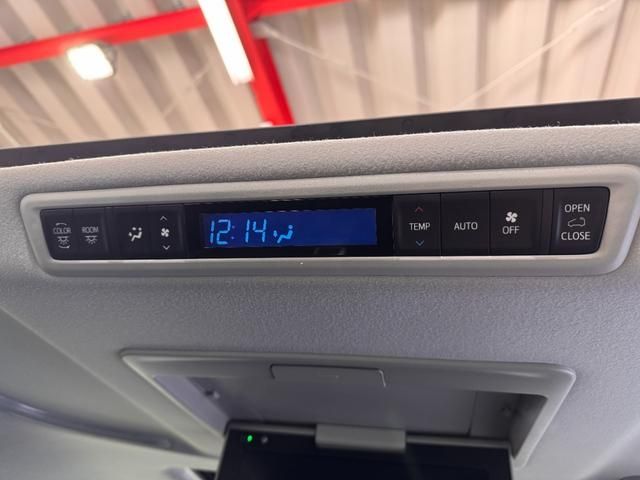 COLOR
ROOM
12:14
TEMP
AUTO
OFF
OPEN
CLOSE